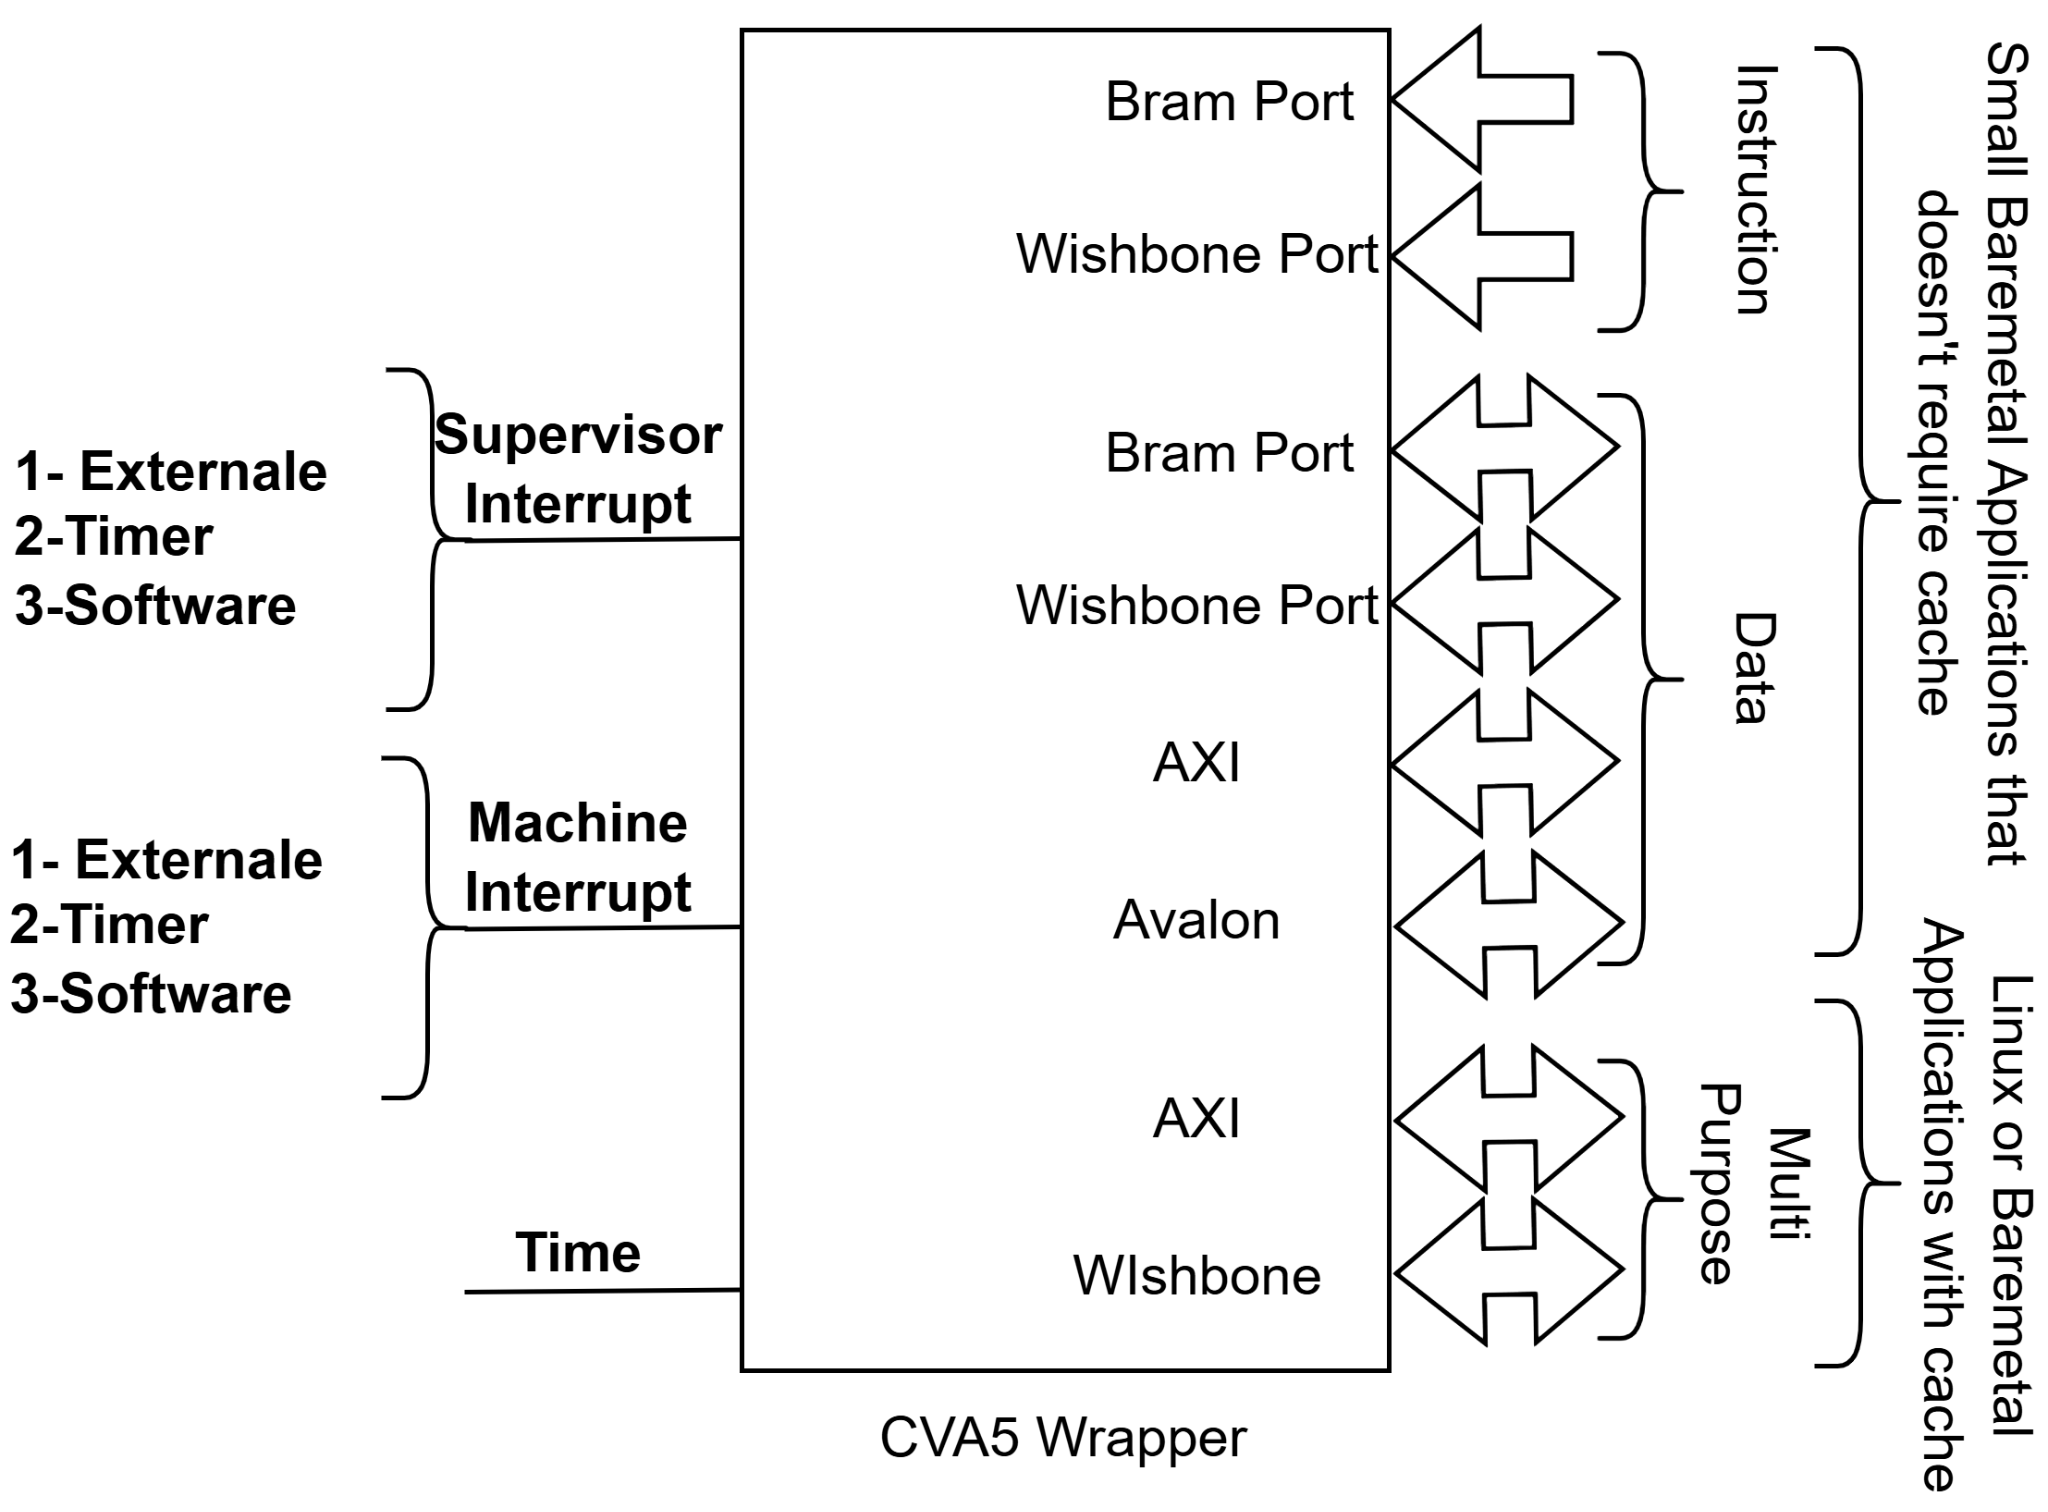 Supervisor
Interrupt
1- Externale
2-Timer
3-Software
Machine
Interrupt
1- Externale
2-Timer
3-Software
Time
Bram Port
Wishbone Port
Bram Port
Wishbone Port
AXI
Avalon
AXI
WIshbone
Instruction
Data
Multi
Purpose
Small Baremetal Applications that
doesn't require cache
Linux or Baremetal
Applications with cache
CVA5 Wrapper